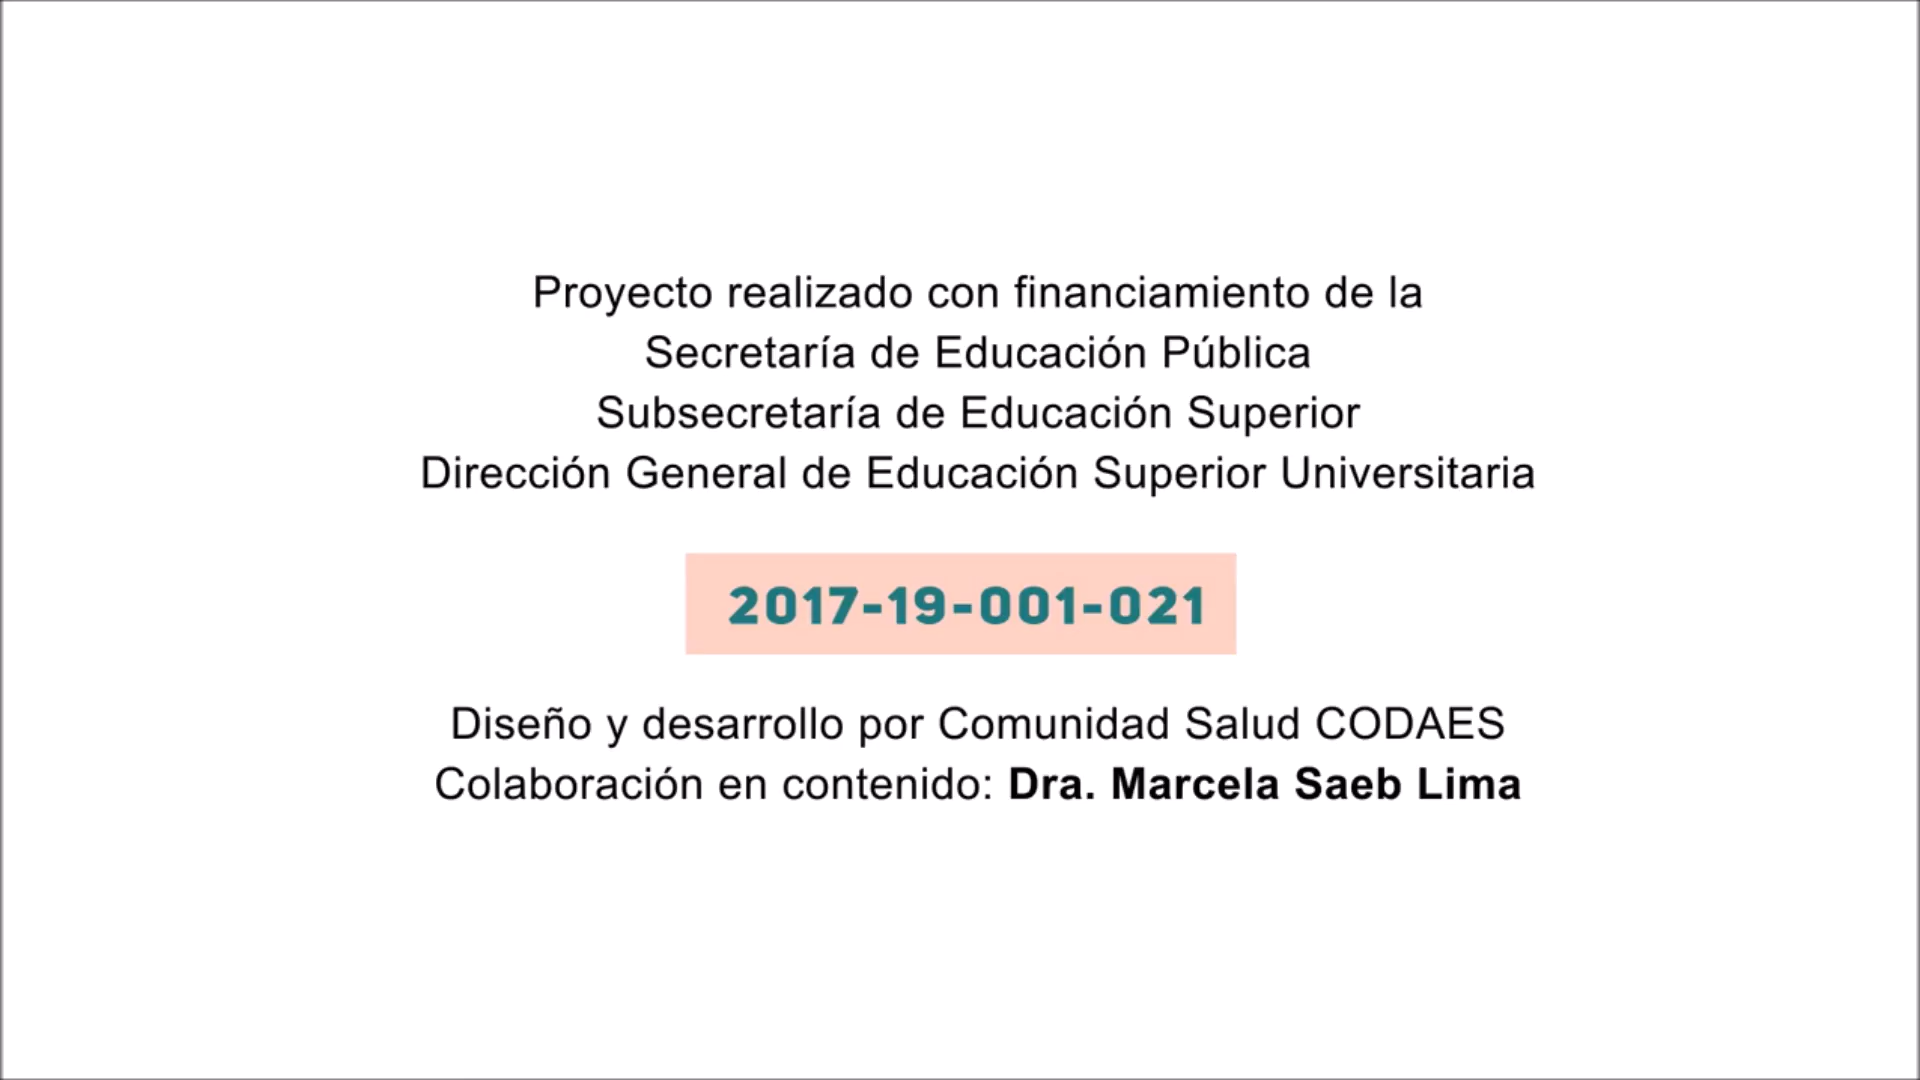 Proyecto realizado con financiamiento de la
Secretaría de Educación Pública
Subsecretaría de Educación Superior
Dirección General de Educación Superior Universitaria
2017-19-001-021
Diseño y desarrollo por Comunidad Salud CODAES
Colaboración en contenido: Dra. Marcela Saeb Lima